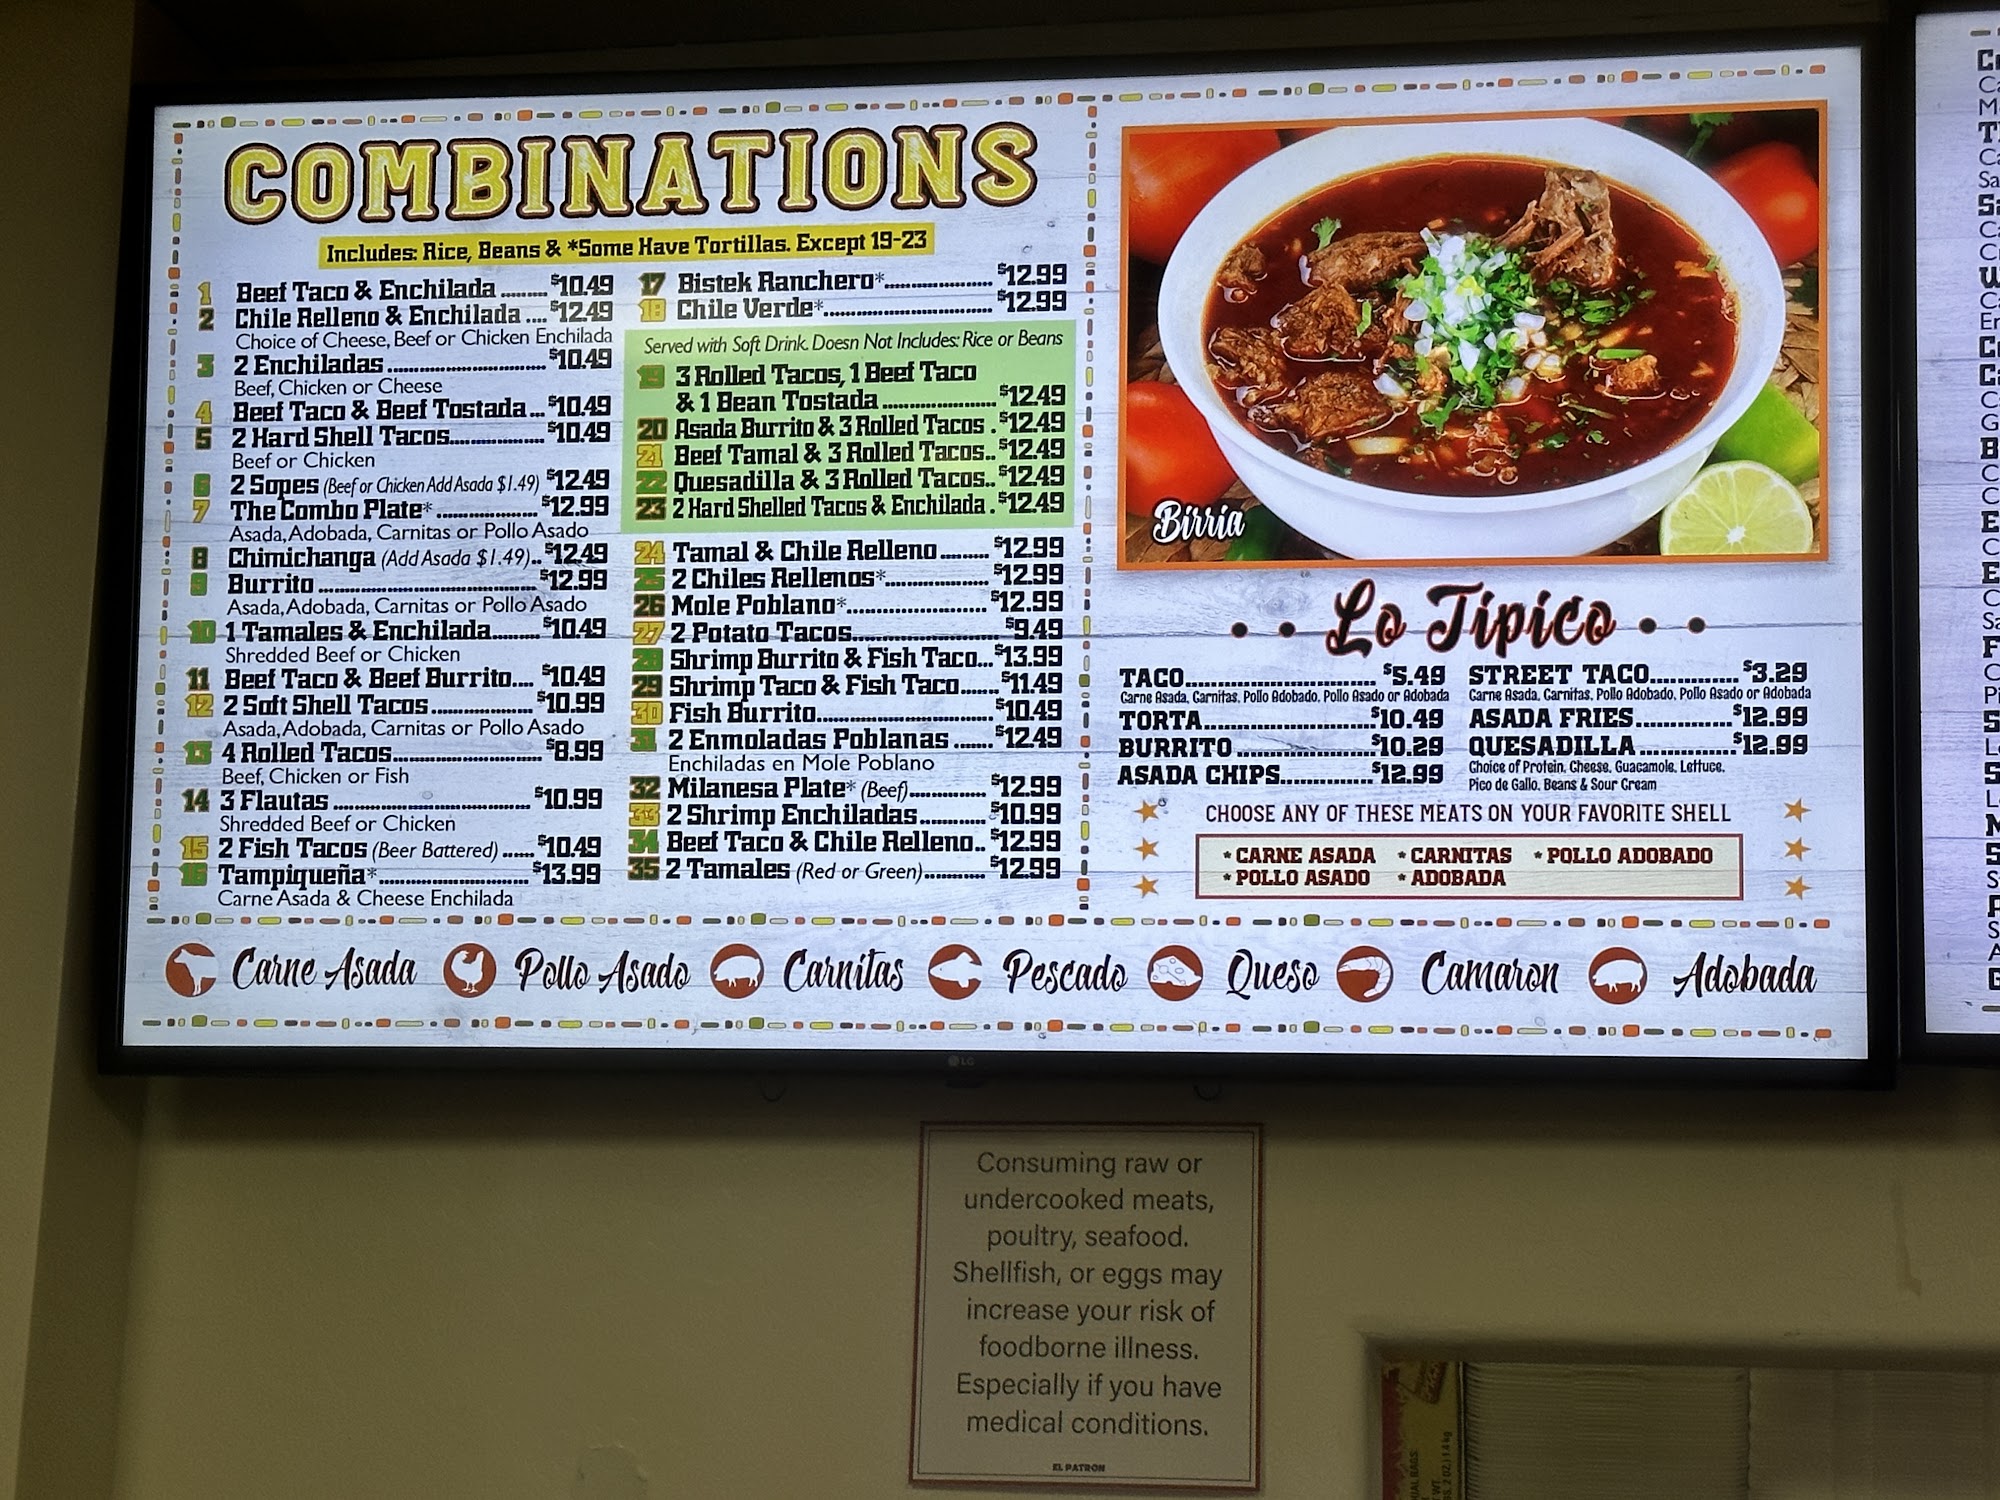 COMBINATIONS
Includes: Rice, Beans & *Some Have Tortillas. Except 19-23
1 Beef Taco & Enchilada ........ $10.49
2 Chile Relleno & Enchilada .... $12.49
Choice of Cheese, Beef or Chicken Enchilada
3 2 Enchiladas ............................ $10.49
Beef, Chicken or Cheese
4 Beef Taco & Beef Tostada ... $10.49
5 2 Hard Shell Tacos................. $10.49
Beef or Chicken
6 2 Sopes (Beef or Chicken Add Asada $1.49) $12.49
7 The Combo Plate* .................. $12.99
Asada, Adobada, Carnitas or Pollo Asado
8 Chimichanga (Add Asada $1.49).. $12.49
9 Burrito ....................................... $12.99
Asada, Adobada, Carnitas or Pollo Asado
10 1 Tamales & Enchilada......... $10.49
Shredded Beef or Chicken
11 Beef Taco & Beef Burrito.... $10.49
12 2 Soft Shell Tacos .................. $10.99
Asada, Adobada, Carnitas or Pollo Asado
13 4 Rolled Tacos.......................... $8.99
Beef, Chicken or Fish
14 3 Flautas ................................... $10.99
Shredded Beef or Chicken
15 2 Fish Tacos (Beer Battered) ...... $10.49
16 Tampiqueña*.......................... $13.99
Carne Asada & Cheese Enchilada
17 Bistek Ranchero*.................... $12.99
18 Chile Verde*.............................. $12.99
Served with Soft Drink. Doesn Not Includes: Rice or Beans
19 3 Rolled Tacos, 1 Beef Taco
& 1 Bean Tostada ..................... $12.49
20 Asada Burrito & 3 Rolled Tacos . $12.49
21 Beef Tamal & 3 Rolled Tacos.. $12.49
22 Quesadilla & 3 Rolled Tacos.. $12.49
23 2 Hard Shelled Tacos & Enchilada . $12.49
24 Tamal & Chile Relleno ......... $12.99
25 2 Chiles Rellenos*................... $12.99
26 Mole Poblano*.......................... $12.99
27 2 Potato Tacos........................... $9.49
28 Shrimp Burrito & Fish Taco... $13.99
29 Shrimp Taco & Fish Taco....... $11.49
30 Fish Burrito............................... $10.49
31 2 Enmoladas Poblanas ....... $12.49
Enchiladas en Mole Poblano
32 Milanesa Plate* (Beef).............. $12.99
33 2 Shrimp Enchiladas............ $10.99
34 Beef Taco & Chile Relleno.. $12.99
35 2 Tamales (Red or Green)........... $12.99
Birria
Lo Tipico
TACO.............................. $5.49
Carne Asada, Carnitas, Pollo Adobado, Pollo Asado or Adobada
TORTA.......................... $10.49
BURRITO ..................... $10.29
ASADA CHIPS.............. $12.99
STREET TACO.............. $3.29
Carne Asada, Carnitas, Pollo Adobado, Pollo Asado or Adobada
ASADA FRIES.............. $12.99
QUESADILLA .............. $12.99
Choice of Protein, Cheese, Guacamole, Lettuce,
Pico de Gallo, Beans & Sour Cream
CHOOSE ANY OF THESE MEATS ON YOUR FAVORITE SHELL
* CARNE ASADA * CARNITAS * POLLO ADOBADO
* POLLO ASADO * ADOBADA
Carne Asada Pollo Asado Carnitas Pescado Queso Camaron Adobada
LG
Consuming raw or
undercooked meats,
poultry, seafood.
Shellfish, or eggs may
increase your risk of
foodborne illness.
Especially if you have
medical conditions.
EL PATRON